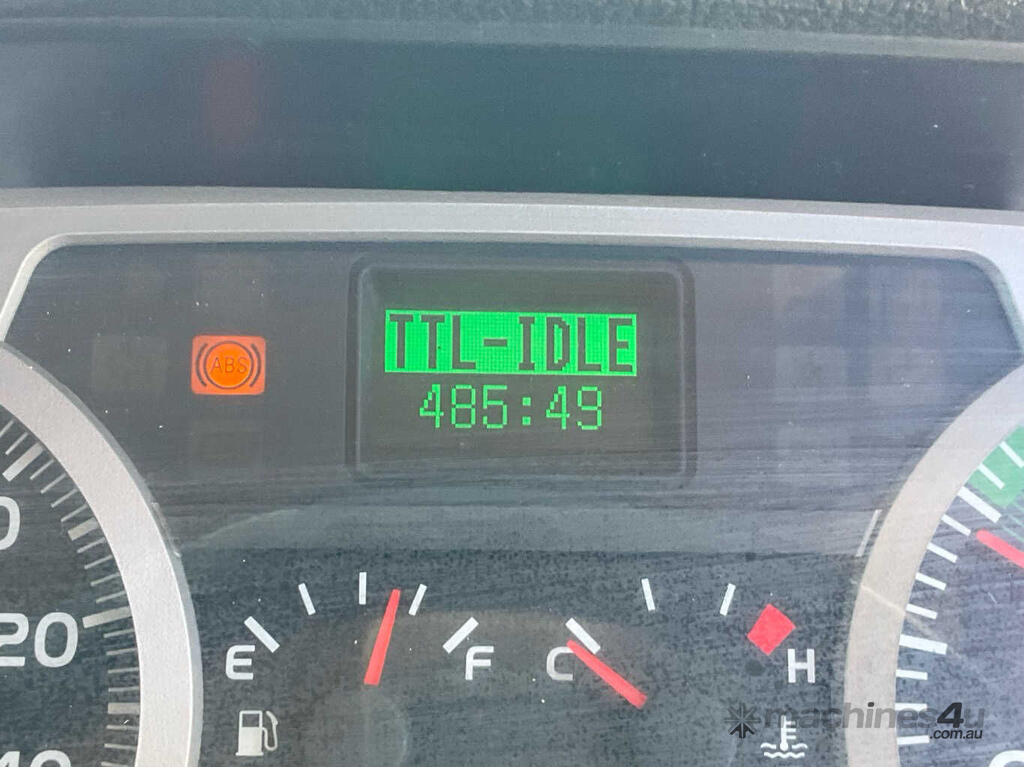 TTL-IDLE
485:49
ABS
20
E
F
C
H
machines4u
.com.au